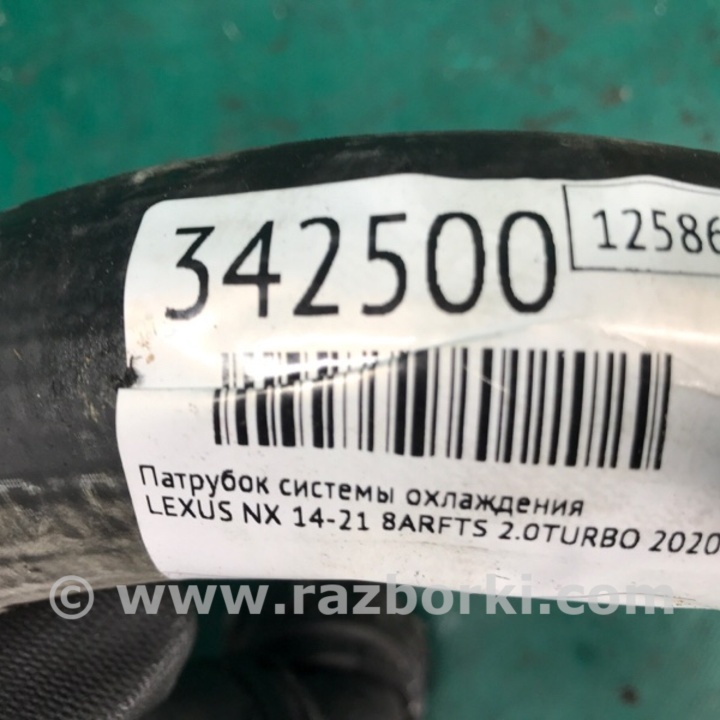 342500
12586
Патрубок системы охлаждения
LEXUS NX 14-21 8ARFTS 2.0TURBO 2020
© www.razborki.com